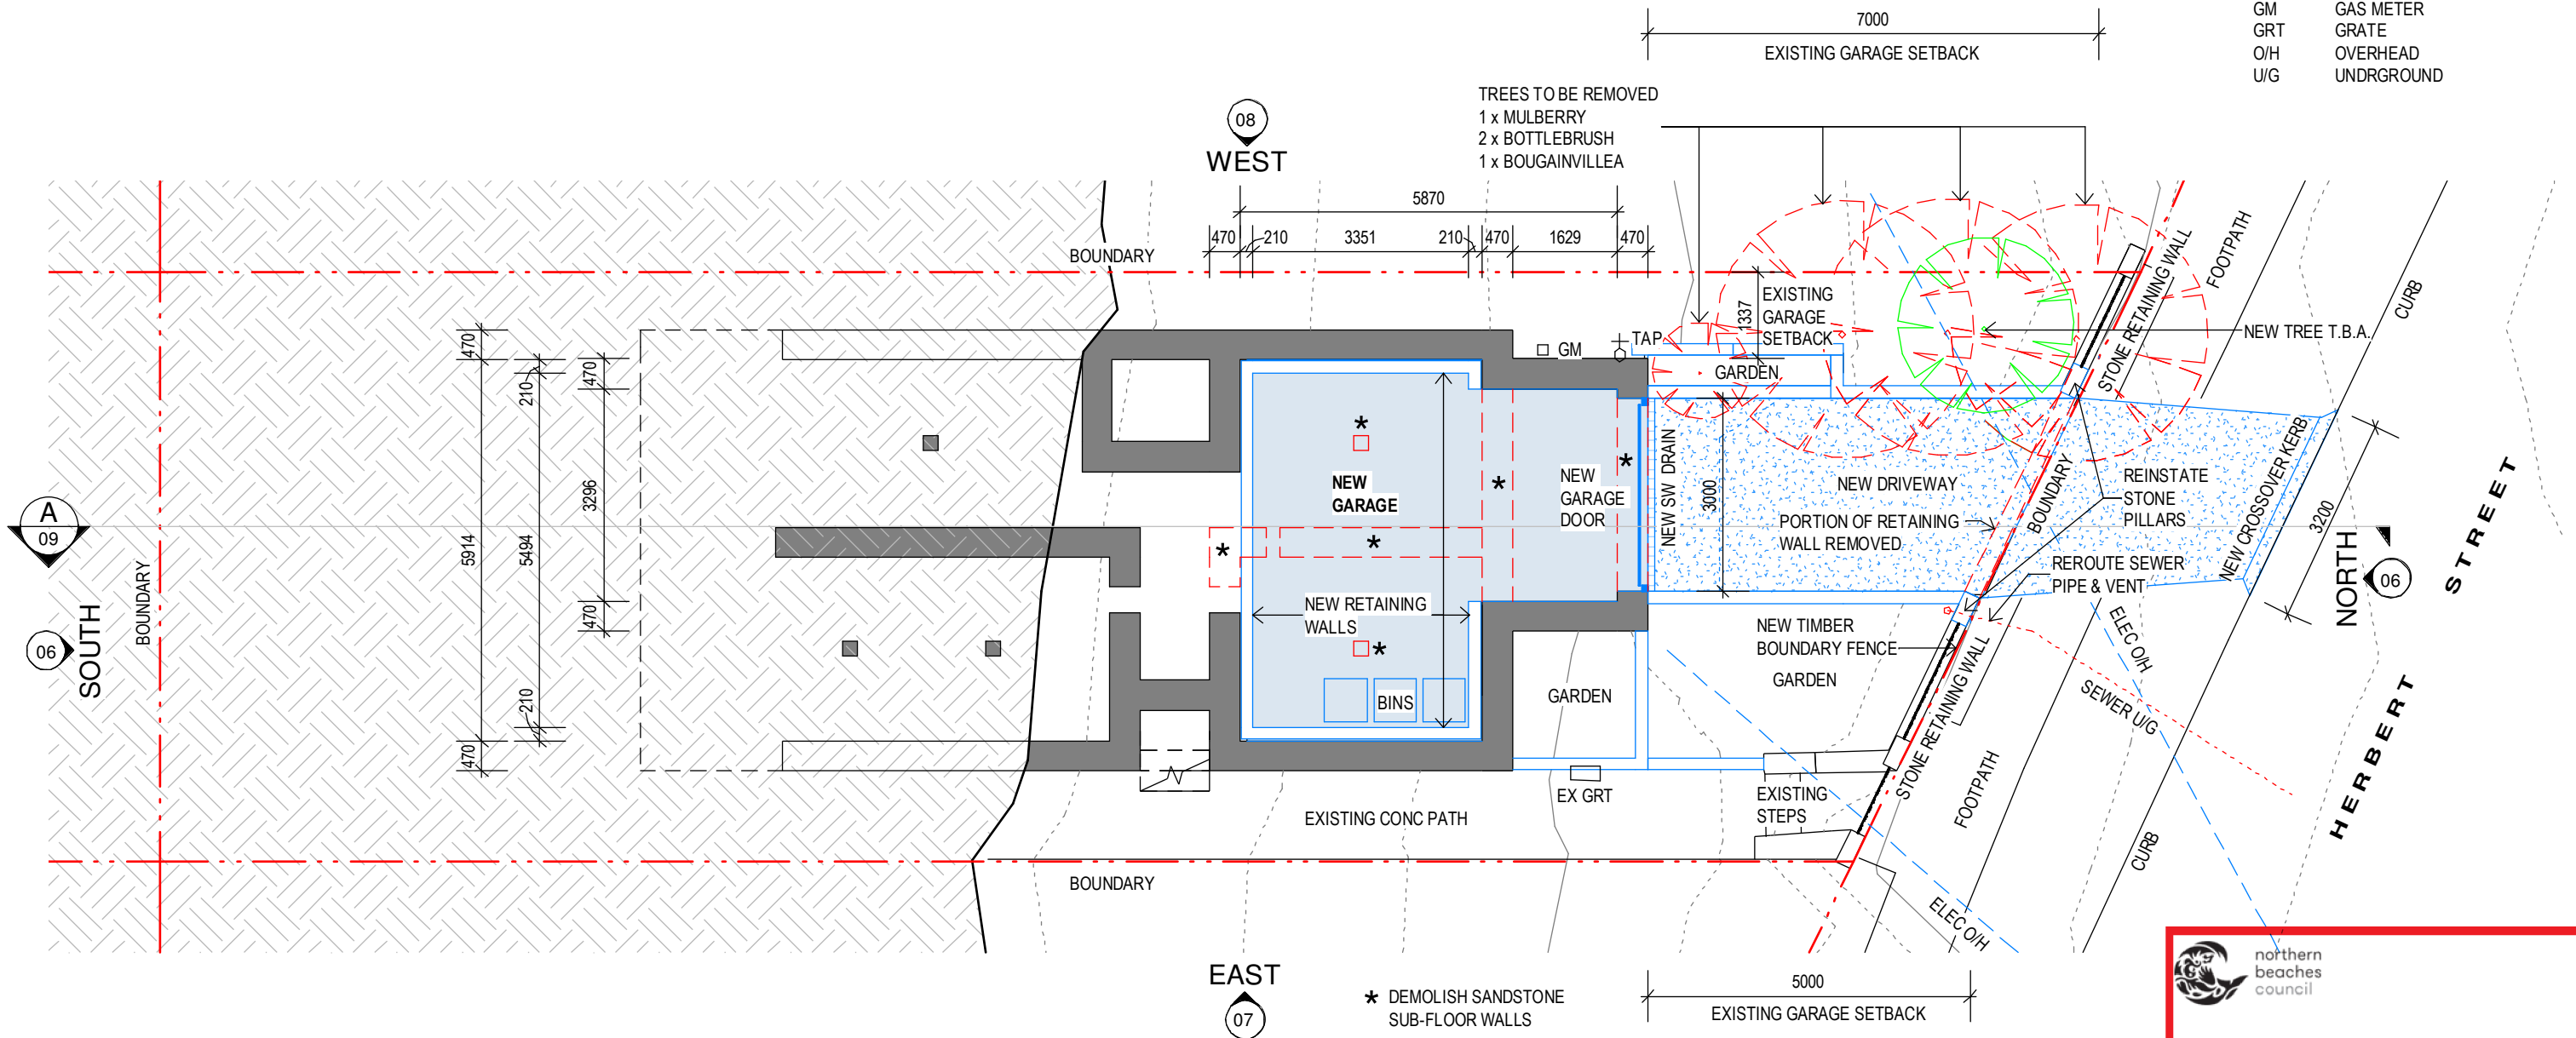 7000
EXISTING GARAGE SETBACK
GM GAS METER
GRT GRATE
O/H OVERHEAD
U/G UNDRGROUND
TREES TO BE REMOVED
1 x MULBERRY
2 x BOTTLEBRUSH
1 x BOUGAINVILLEA
08
WEST
5870
470 210 3351 210 470 1629 470
BOUNDARY
1337
EXISTING
GARAGE
SETBACK
TAP
GM
GARDEN
STONE RETAINING WALL
FOOTPATH
CURB
NEW TREE T.B.A.
470
5914
470
210
5494
210
470
3296
470
A
09
SOUTH
06
BOUNDARY
*
NEW
GARAGE
*
*
*
NEW
GARAGE
DOOR
*
NEW SW DRAIN
3000
NEW DRIVEWAY
PORTION OF RETAINING
WALL REMOVED
BOUNDARY
REINSTATE
STONE
PILLARS
REROUTE SEWER
PIPE & VENT
NEW CROSSOVER KERB
3200
NORTH
06
HERBERT STREET
NEW RETAINING
WALLS
*
BINS
GARDEN
NEW TIMBER
BOUNDARY FENCE
GARDEN
STONE RETAINING WALL
ELEC O/H
SEWER U/G
FOOTPATH
CURB
EX GRT
EXISTING
STEPS
EXISTING CONC PATH
BOUNDARY
ELEC O/H
EAST
07
* DEMOLISH SANDSTONE
SUB-FLOOR WALLS
5000
EXISTING GARAGE SETBACK
northern
beaches
council